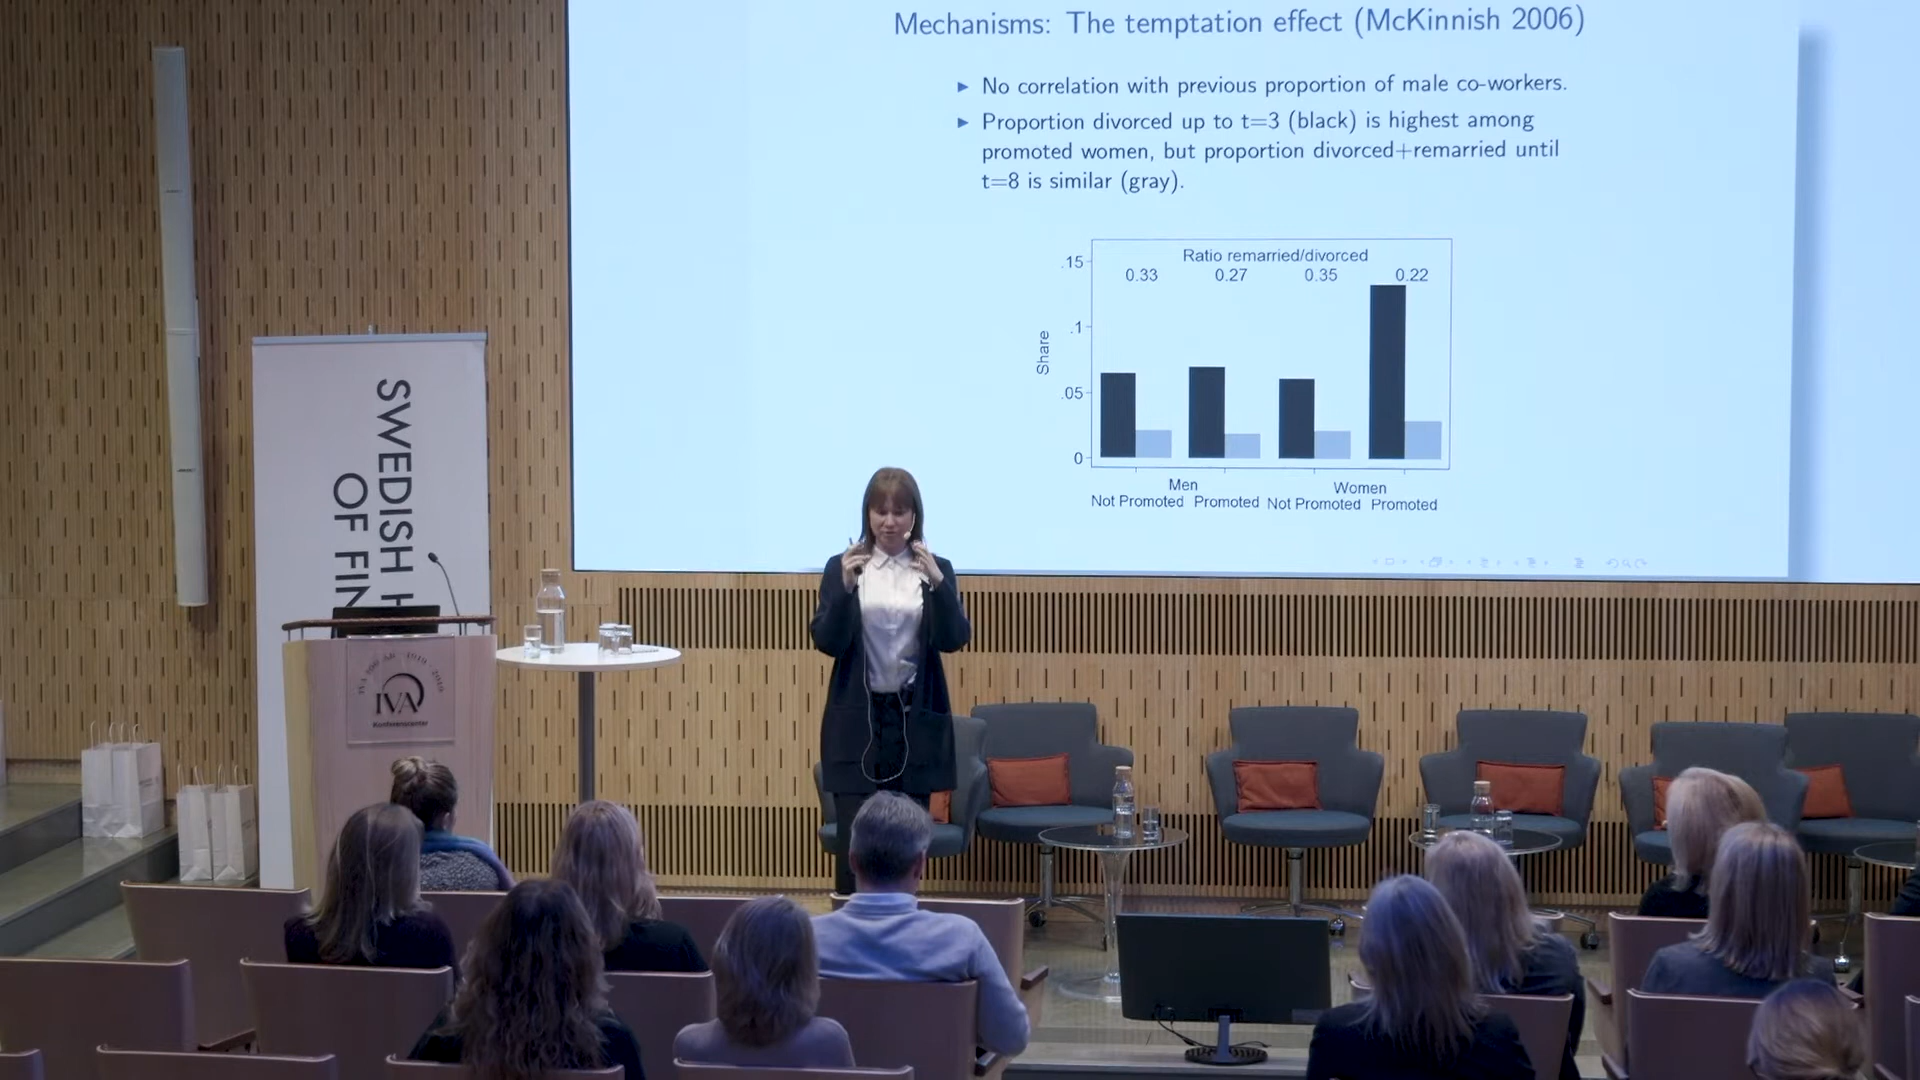 Mechanisms: The temptation effect (McKinnish 2006)
▶ No correlation with previous proportion of male co-workers.
▶ Proportion divorced up to t=3 (black) is highest among
promoted women, but proportion divorced+remarried until
t=8 is similar (gray).
Ratio remarried/divorced
0.33 0.27 0.35 0.22
.15
.1
.05
0
Share
Men Women
Not Promoted Promoted Not Promoted Promoted
SWEDISH H
OF FIN
IVA
Konferenscenter